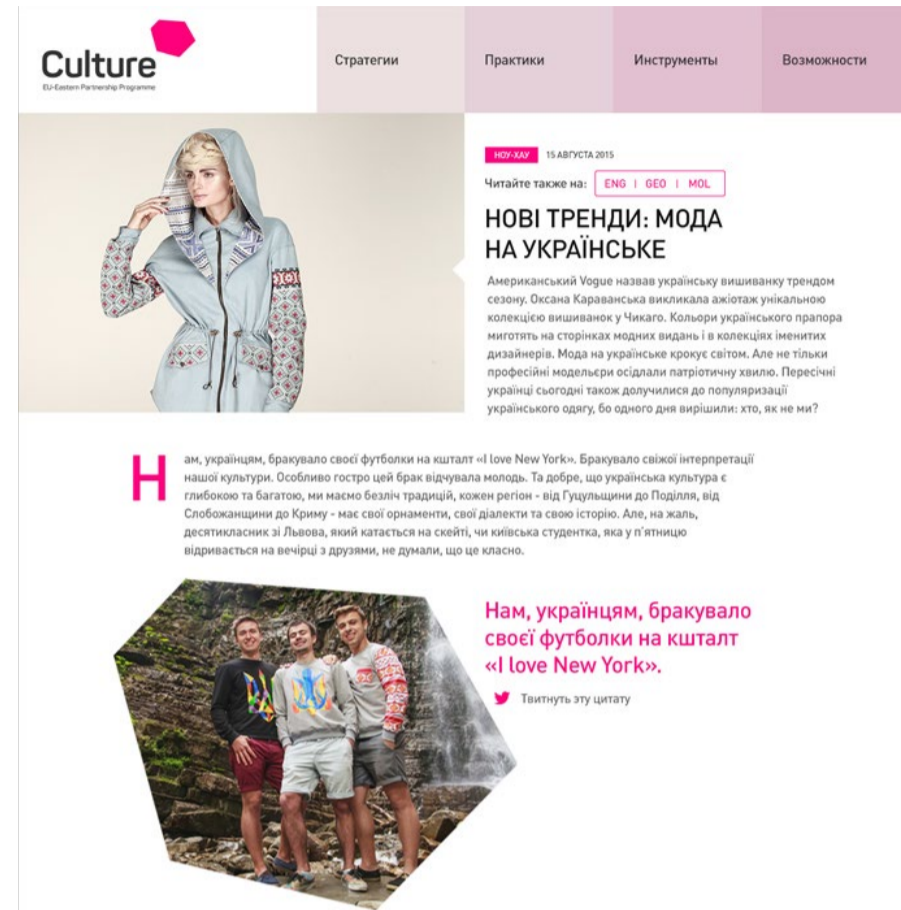 Culture
EU-Eastern Partnership Programme
Стратегии
Практики
Инструменты
Возможности
НОУ-ХАУ 15 АВГУСТА 2015
Читайте также на: ENG | GEO | MOL
НОВІ ТРЕНДИ: МОДА
НА УКРАЇНСЬКЕ
Американський Vogue назвав українську вишиванку трендом
сезону. Оксана Караванська викликала ажіотаж унікальною
колекцією вишиванок у Чикаго. Кольори українського прапора
миготять на сторінках модних видань і в колекціях іменитих
дизайнерів. Мода на українське крокує світом. Але не тільки
професійні модельєри осідлали патріотичну хвилю. Пересічні
українці сьогодні також долучилися до популяризації
українського одягу, бо одного дня вирішили: хто, як не ми?
Нам, українцям, бракувало своєї футболки на кшталт «I love New York». Бракувало свіжої інтерпретації
нашої культури. Особливо гостро цей брак відчувала молодь. Та добре, що українська культура є
глибокою та багатою, ми маємо безліч традицій, кожен регіон - від Гуцульщини до Поділля, від
Слобожанщини до Криму - має свої орнаменти, свої діалекти та свою історію. Але, на жаль,
десятикласник зі Львова, який катається на скейті, чи київська студентка, яка у п'ятницю
відривається на вечірці з друзями, не думали, що це класно.
Нам, українцям, бракувало
своєї футболки на кшталт
«I love New York».
Твитнуть эту цитату